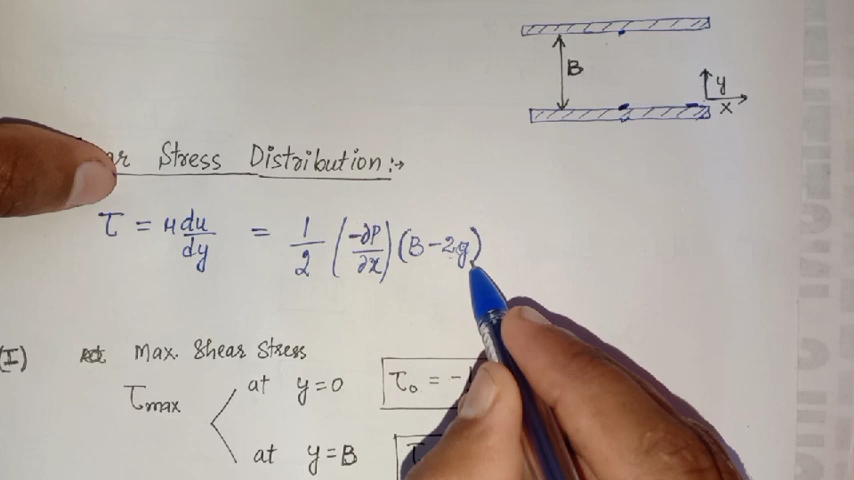 B
y
x
Stress Distribution:→
τ = μ du/dy = 1/2 (-∂P/∂x) (B-2y)
(I) Max. Shear Stress
τmax
at y=0 τ₀ = -
at y=B